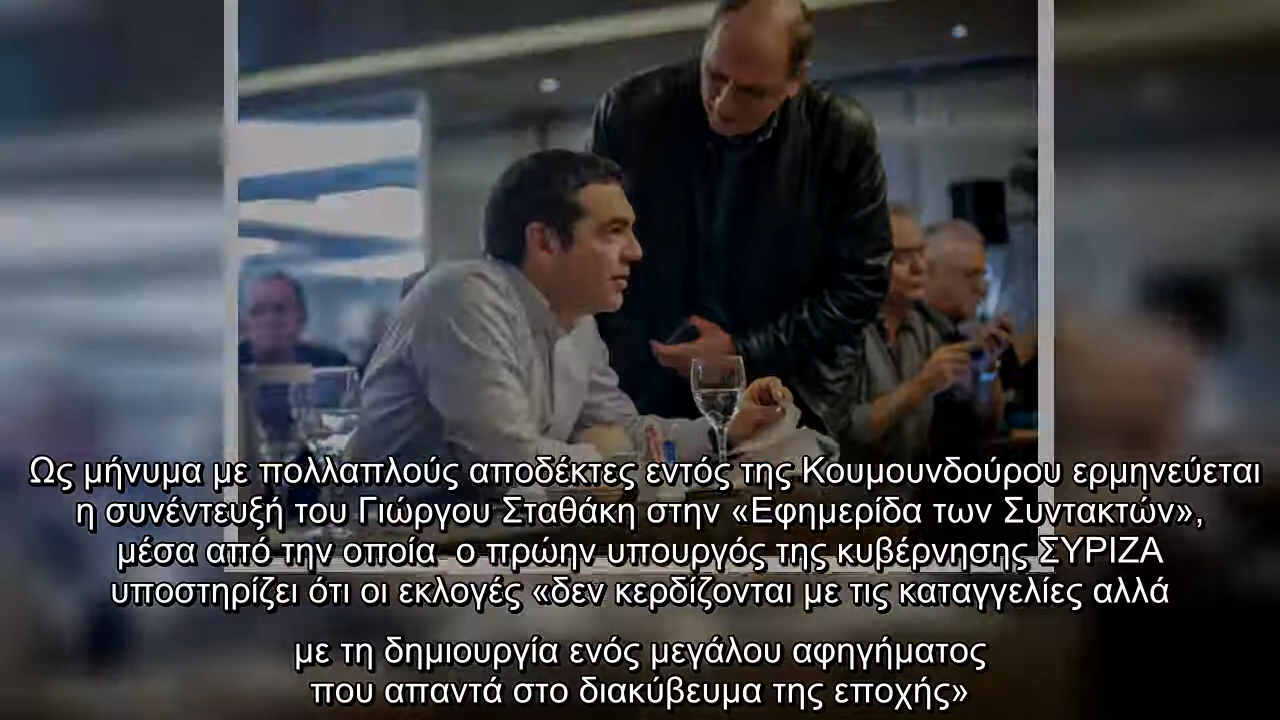 Ως μήνυμα με πολλαπλούς αποδέκτες εντός της Κουμουνδούρου ερμηνεύεται
η συνέντευξή του Γιώργου Σταθάκη στην «Εφημερίδα των Συντακτών»,
μέσα από την οποία  ο πρώην υπουργός της κυβέρνησης ΣΥΡΙΖΑ
υποστηρίζει ότι οι εκλογές «δεν κερδίζονται με τις καταγγελίες αλλά
με τη δημιουργία ενός μεγάλου αφηγήματος
που απαντά στο διακύβευμα της εποχής»